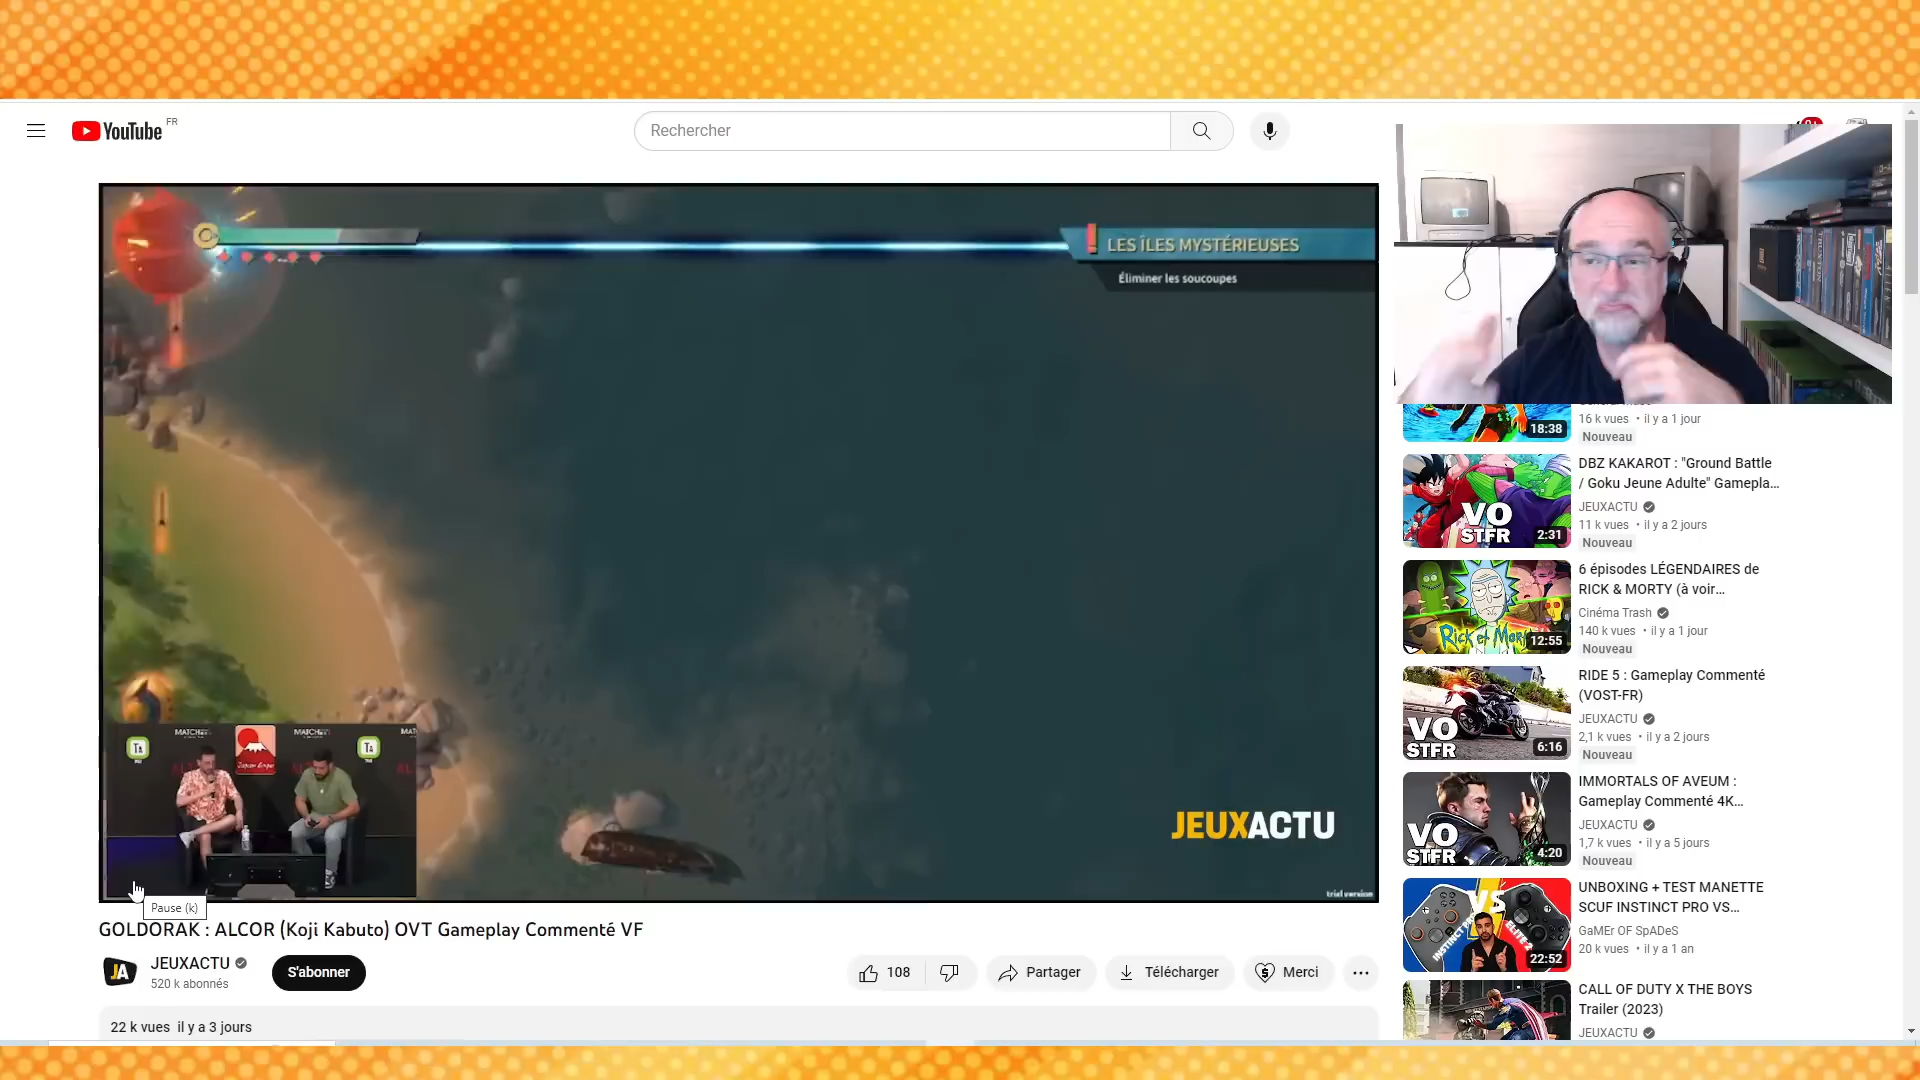 YouTube FR
Rechercher
LES ÎLES MYSTÉRIEUSES
Éliminer les soucoupes
MATCH
MATCH
JEUXACTU
trial version
Pause (k)
GOLDORAK : ALCOR (Koji Kabuto) OVT Gameplay Commenté VF
JA
JEUXACTU
520 k abonnés
S'abonner
108
Partager
Télécharger
Merci
22 k vues il y a 3 jours
18:38
16 k vues • il y a 1 jour
Nouveau
VO
STFR
2:31
DBZ KAKAROT : "Ground Battle
/ Goku Jeune Adulte" Gamepla...
JEUXACTU
11 k vues • il y a 2 jours
Nouveau
12:55
6 épisodes LÉGENDAIRES de
RICK & MORTY (à voir...
Cinéma Trash
140 k vues • il y a 1 jour
Nouveau
VO
STFR
6:16
RIDE 5 : Gameplay Commenté
(VOST-FR)
JEUXACTU
2,1 k vues • il y a 2 jours
Nouveau
VO
STFR
4:20
IMMORTALS OF AVEUM :
Gameplay Commenté 4K...
JEUXACTU
1,7 k vues • il y a 5 jours
Nouveau
VS
22:52
UNBOXING + TEST MANETTE
SCUF INSTINCT PRO VS...
GaMEr OF SpADeS
20 k vues • il y a 1 an
CALL OF DUTY X THE BOYS
Trailer (2023)
JEUXACTU